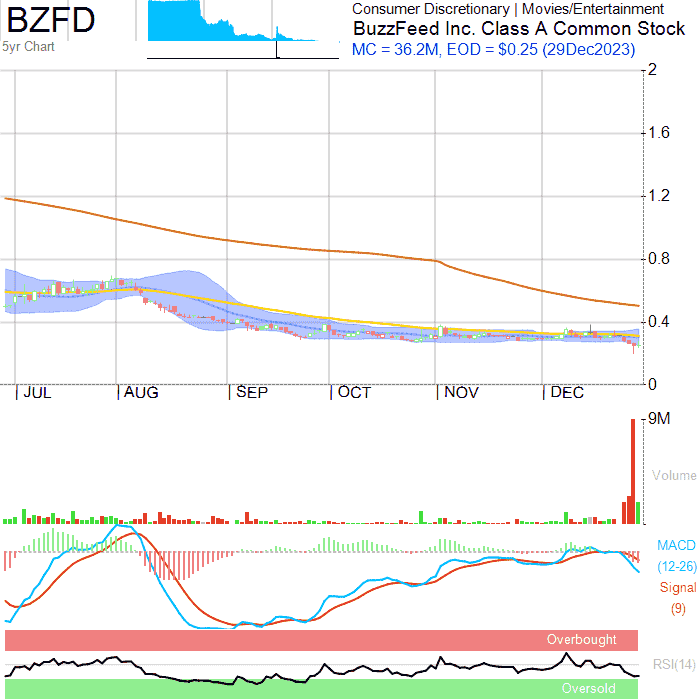 BZFD
5yr Chart
Consumer Discretionary | Movies/Entertainment
BuzzFeed Inc. Class A Common Stock
MC = 36.2M, EOD = $0.25 (29Dec2023)
2
1.6
1.2
0.8
0.4
0
JUL AUG SEP OCT NOV DEC
9M
Volume
MACD
(12-26)
Signal
(9)
Overbought
RSI(14)
Oversold